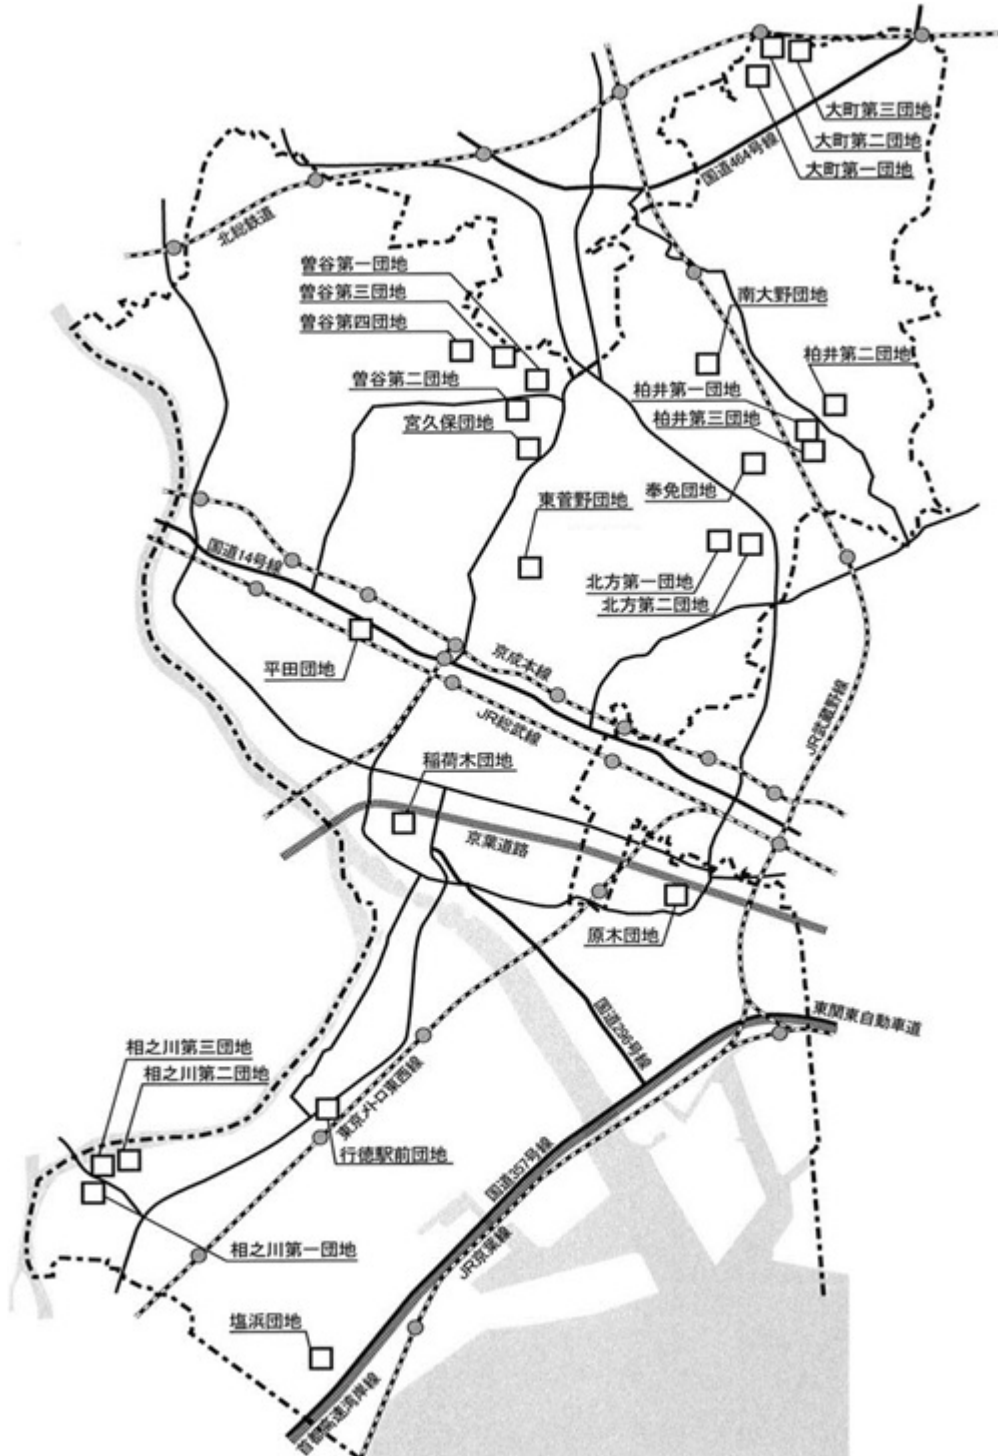 大町第三団地
大町第二団地
大町第一団地
国道464号線
北総鉄道
曽谷第一団地
曽谷第三団地
曽谷第四団地
曽谷第二団地
宮久保団地
南大野団地
柏井第二団地
柏井第一団地
柏井第三団地
奉免団地
東菅野団地
北方第一団地
北方第二団地
国道14号線
平田団地
京成本線
JR総武線
JR武蔵野線
稲荷木団地
京葉道路
原木団地
国道296号線
東関東自動車道
相之川第三団地
相之川第二団地
東京メトロ東西線
行徳駅前団地
国道357号線
JR京葉線
相之川第一団地
塩浜団地
首都高速湾岸線